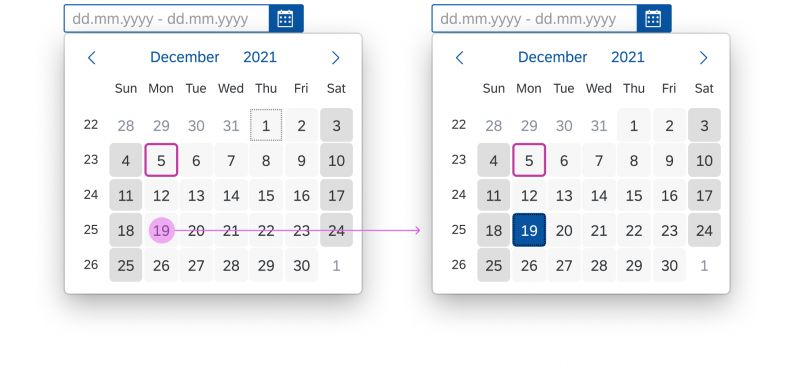 dd.mm.yyyy - dd.mm.yyyy
December 2021
Sun Mon Tue Wed Thu Fri Sat
22 28 29 30 31 1 2 3
23 4 5 6 7 8 9 10
24 11 12 13 14 15 16 17
25 18 19 20 21 22 23 24
26 25 26 27 28 29 30 1
dd.mm.yyyy - dd.mm.yyyy
December 2021
Sun Mon Tue Wed Thu Fri Sat
22 28 29 30 31 1 2 3
23 4 5 6 7 8 9 10
24 11 12 13 14 15 16 17
25 18 19 20 21 22 23 24
26 25 26 27 28 29 30 1